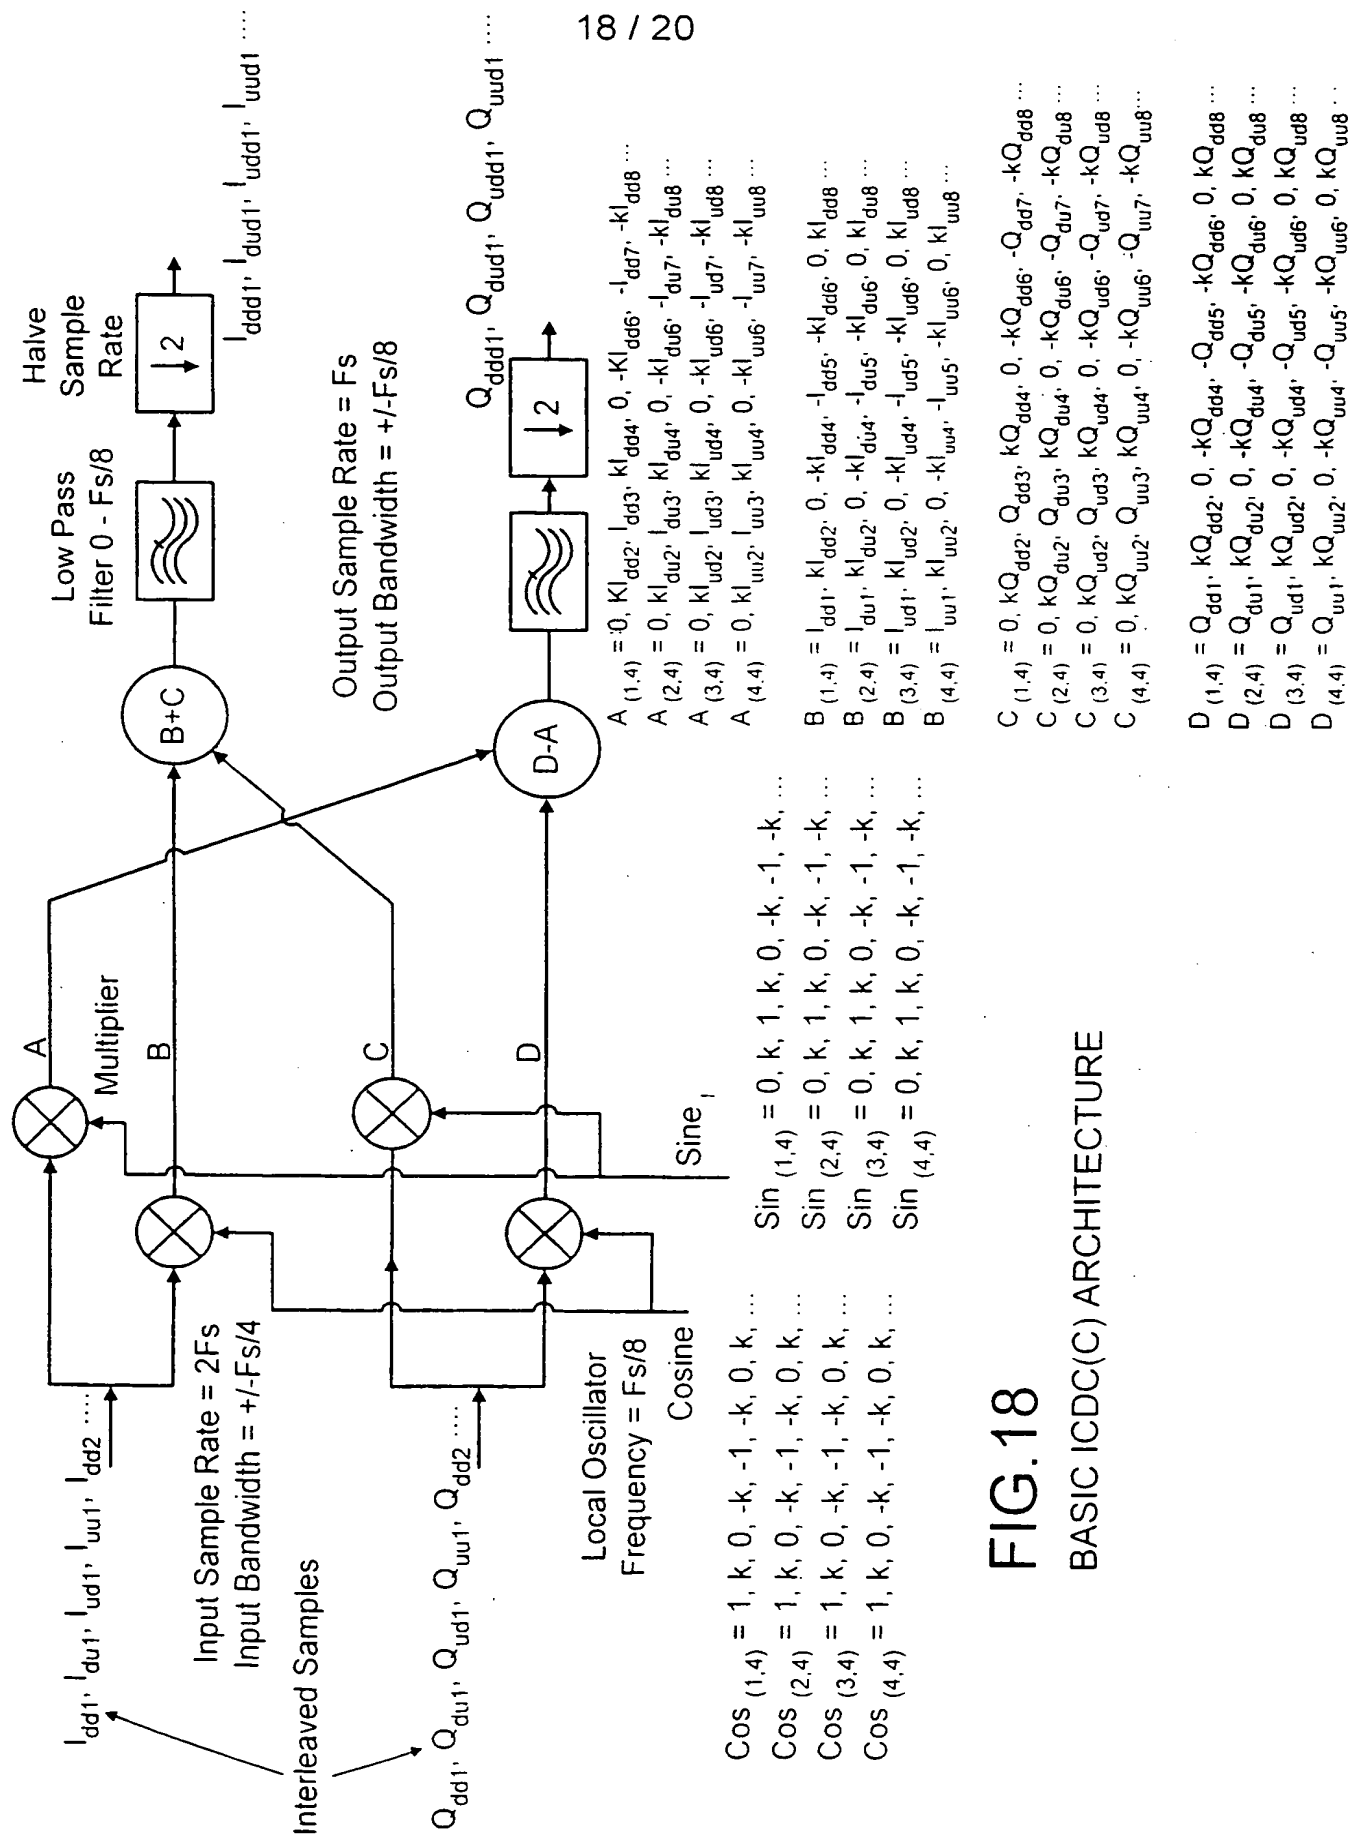 18 / 20
I_ddd1, I_dud1, I_udd1, I_uud1 ....
Halve
Sample
Rate
↓2
Low Pass
Filter 0 - Fs/8
B+C
Output Sample Rate = Fs
Output Bandwidth = +/-Fs/8
Q_ddd1, Q_dud1, Q_udd1, Q_uud1 ....
↓2
D-A
A
Multiplier
B
C
D
I_dd1, I_du1, I_ud1, I_uu1, I_dd2 ....
Input Sample Rate = 2Fs
Input Bandwidth = +/-Fs/4
Interleaved Samples
Q_dd1, Q_du1, Q_ud1, Q_uu1, Q_dd2 ....
Local Oscillator
Frequency = Fs/8
Cosine
Sine
Cos (1,4) = 1, k, 0, -k, -1, -k, 0, k, ...
Cos (2,4) = 1, k, 0, -k, -1, -k, 0, k, ...
Cos (3,4) = 1, k, 0, -k, -1, -k, 0, k, ...
Cos (4,4) = 1, k, 0, -k, -1, -k, 0, k, ...
Sin (1,4) = 0, k, 1, k, 0, -k, -1, -k, ...
Sin (2,4) = 0, k, 1, k, 0, -k, -1, -k, ...
Sin (3,4) = 0, k, 1, k, 0, -k, -1, -k, ...
Sin (4,4) = 0, k, 1, k, 0, -k, -1, -k, ...
A (1,4) = 0, KI_dd2, I_dd3, kI_dd4, 0, -KI_dd6, -I_dd7, -kI_dd8 ...
A (2,4) = 0, kI_du2, I_du3, kI_du4, 0, -kI_du6, -I_du7, -kI_du8 ...
A (3,4) = 0, kI_ud2, I_ud3, kI_ud4, 0, -kI_ud6, -I_ud7, -kI_ud8 ...
A (4,4) = 0, kI_uu2, I_uu3, kI_uu4, 0, -kI_uu6, -I_uu7, -kI_uu8 ...
B (1,4) = I_dd1, kI_dd2, 0, -kI_dd4, -I_dd5, -kI_dd6, 0, kI_dd8 ...
B (2,4) = I_du1, kI_du2, 0, -kI_du4, -I_du5, -kI_du6, 0, kI_du8 ...
B (3,4) = I_ud1, kI_ud2, 0, -kI_ud4, -I_ud5, -kI_ud6, 0, kI_ud8 ...
B (4,4) = I_uu1, kI_uu2, 0, -kI_uu4, -I_uu5, -kI_uu6, 0, kI_uu8 ...
C (1,4) = 0, kQ_dd2, Q_dd3, kQ_dd4, 0, -kQ_dd6, -Q_dd7, -kQ_dd8 ...
C (2,4) = 0, kQ_du2, Q_du3, kQ_du4, 0, -kQ_du6, -Q_du7, -kQ_du8 ...
C (3,4) = 0, kQ_ud2, Q_ud3, kQ_ud4, 0, -kQ_ud6, -Q_ud7, -kQ_ud8 ...
C (4,4) = 0, kQ_uu2, Q_uu3, kQ_uu4, 0, -kQ_uu6, -Q_uu7, -kQ_uu8 ...
D (1,4) = Q_dd1, kQ_dd2, 0, -kQ_dd4, -Q_dd5, -kQ_dd6, 0, kQ_dd8 ...
D (2,4) = Q_du1, kQ_du2, 0, -kQ_du4, -Q_du5, -kQ_du6, 0, kQ_du8 ...
D (3,4) = Q_ud1, kQ_ud2, 0, -kQ_ud4, -Q_ud5, -kQ_ud6, 0, kQ_ud8 ...
D (4,4) = Q_uu1, kQ_uu2, 0, -kQ_uu4, -Q_uu5, -kQ_uu6, 0, kQ_uu8 ...
FIG.18
BASIC ICDC(C) ARCHITECTURE